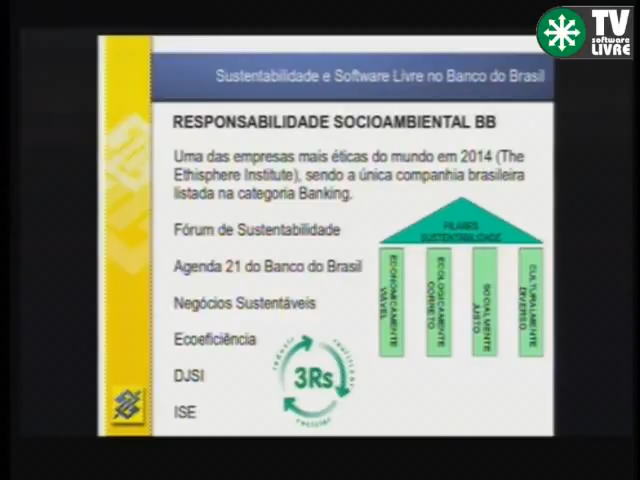 TV
software
LIVRE
Sustentabilidade e Software Livre no Banco do Brasil
RESPONSABILIDADE SOCIOAMBIENTAL BB
Uma das empresas mais éticas do mundo em 2014 (The
Ethisphere Institute), sendo a única companhia brasileira
listada na categoria Banking.
Fórum de Sustentabilidade
Agenda 21 do Banco do Brasil
Negócios Sustentáveis
Ecoeficiência
DJSI
ISE
PILARES
SUSTENTABILIDADE
ECONOMICAMENTE
VIÁVEL
ECOLOGICAMENTE
CORRETO
SOCIALMENTE
JUSTO
CULTURALMENTE
DIVERSO
reduzir
reutilizar
3Rs
reciclar